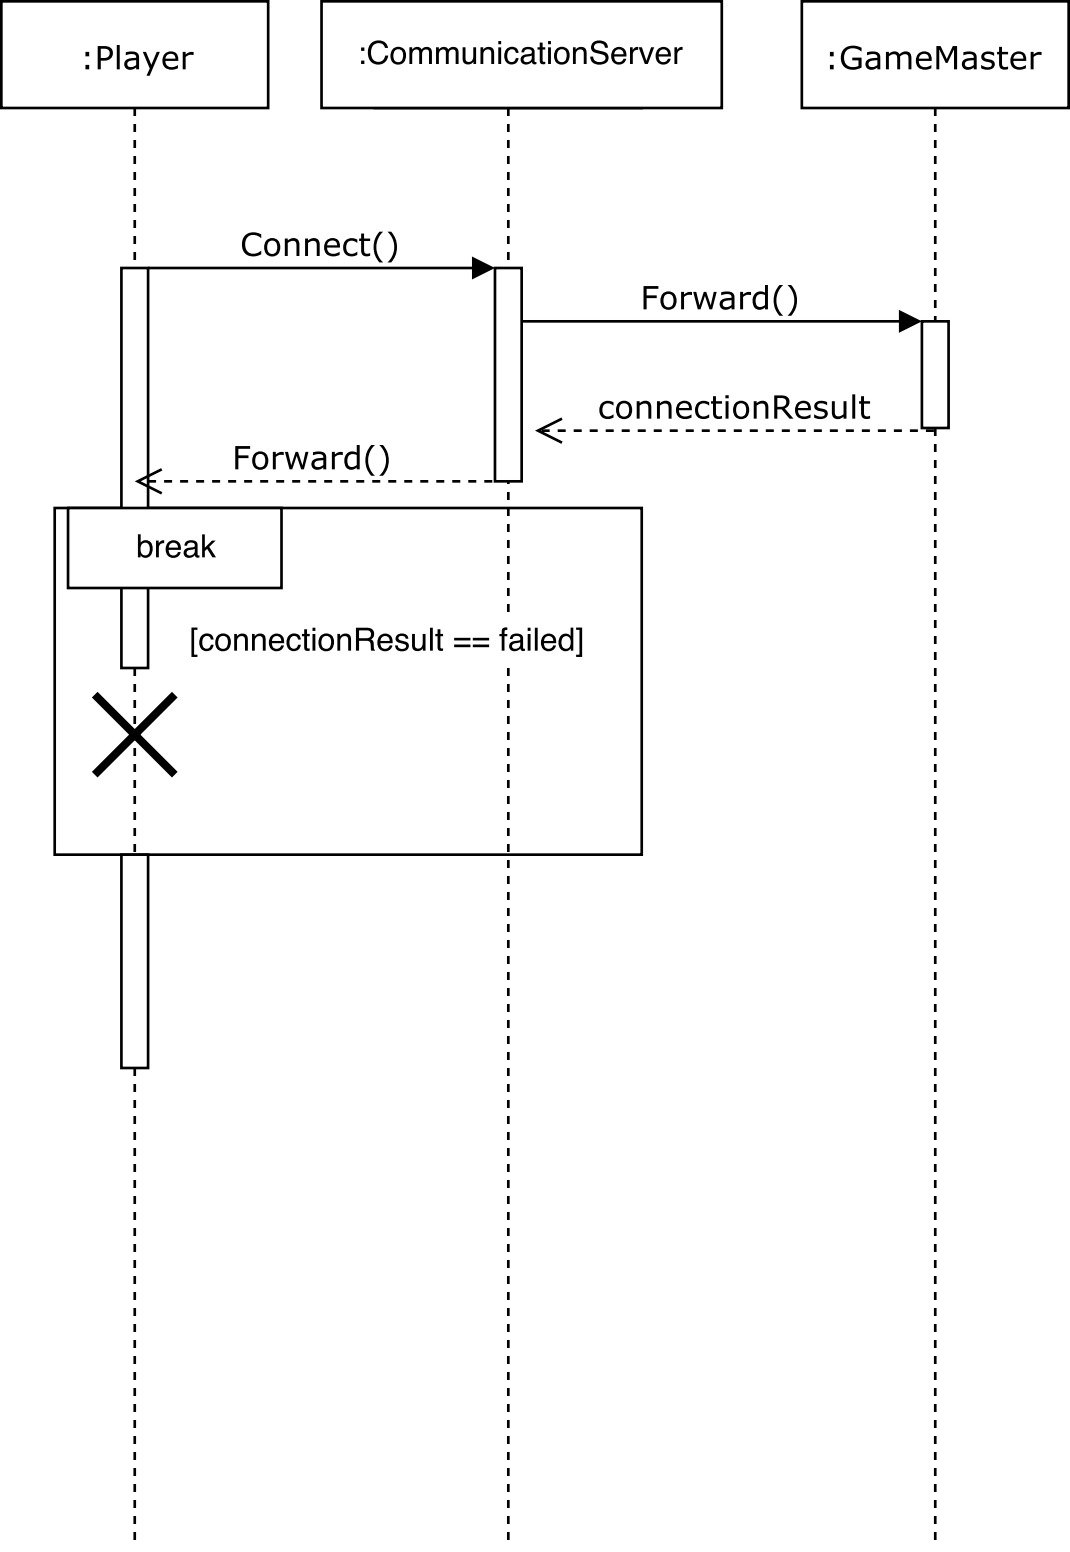 :Player
:CommunicationServer
:GameMaster
Connect()
Forward()
connectionResult
Forward()
break
[connectionResult == failed]